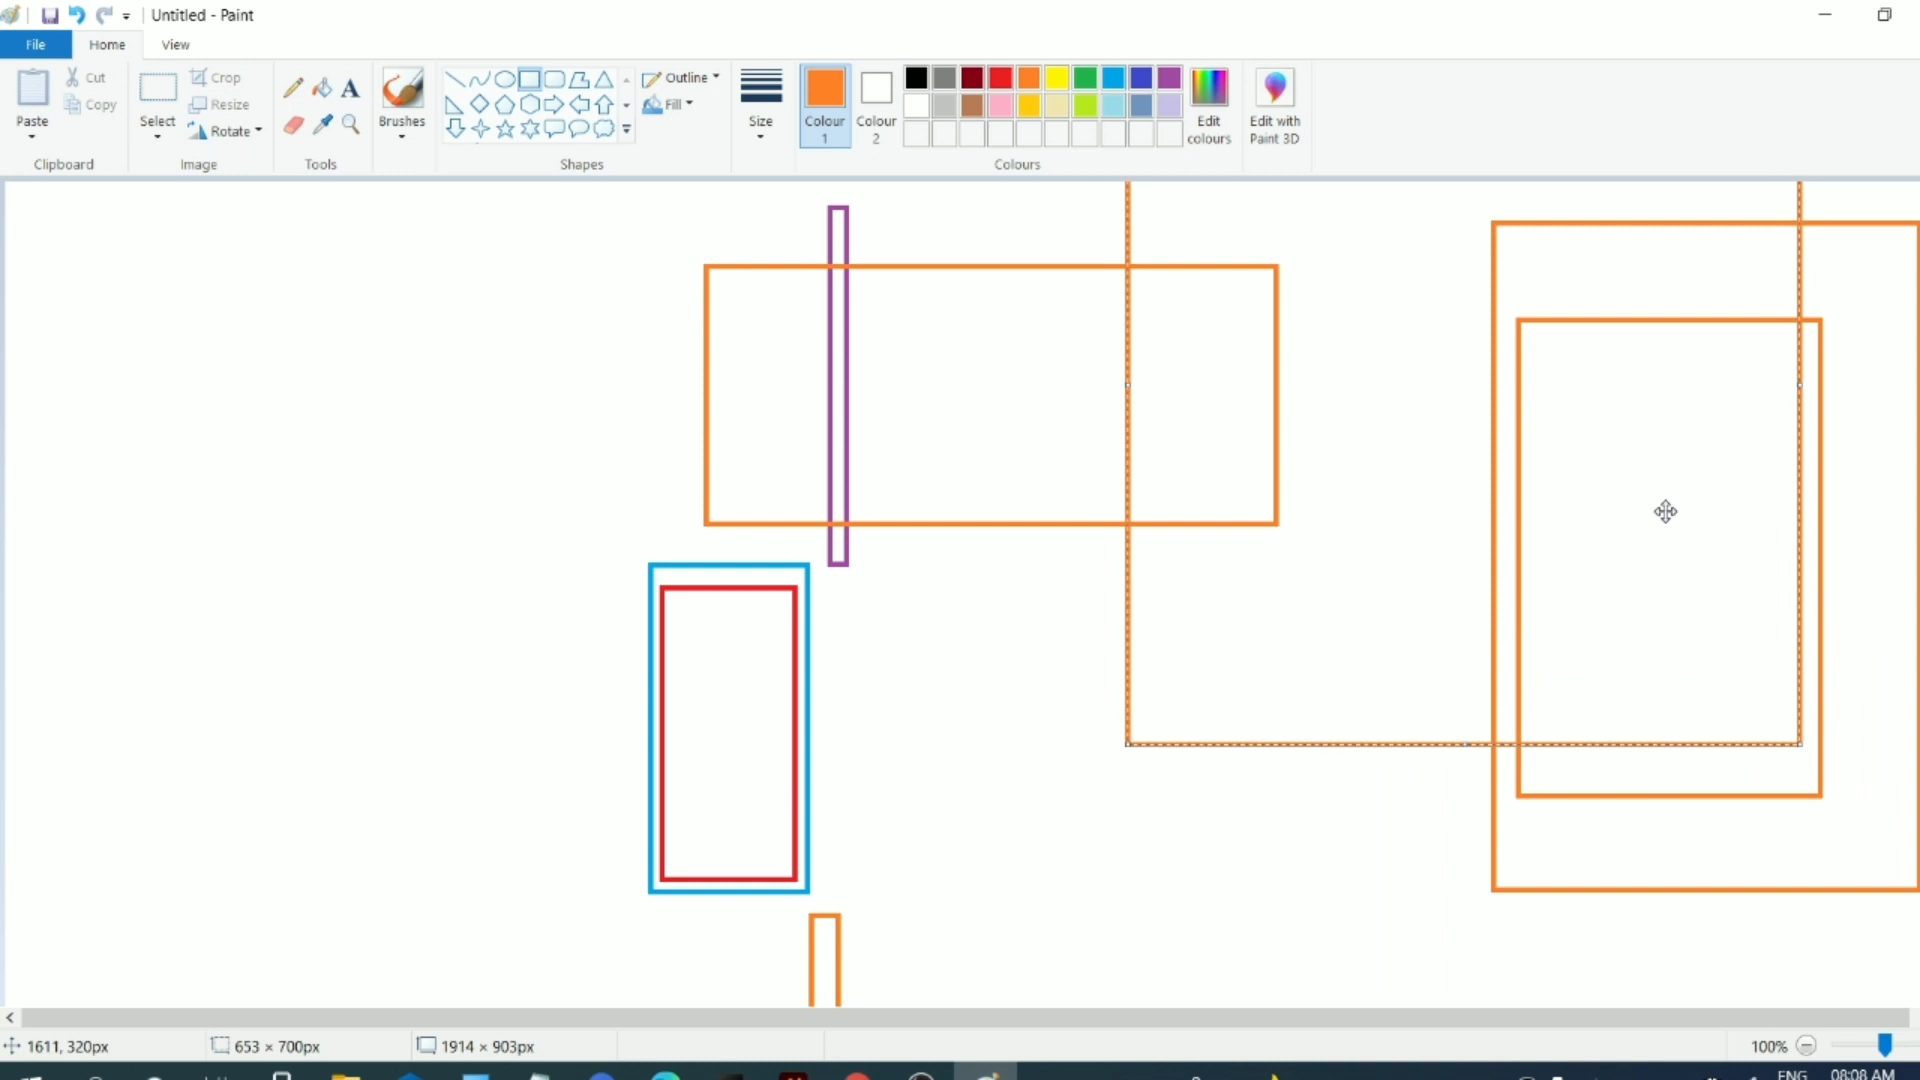 Untitled - Paint
File Home View
Cut
Copy
Paste
Clipboard
Select
Crop
Resize
Rotate
Image
A
Tools
Brushes
Outline
Fill
Shapes
Size
Colour 1
Colour 2
Edit colours
Colours
Edit with Paint 3D
1611, 320px
653 × 700px
1914 × 903px
100%
ENG
08:08 AM